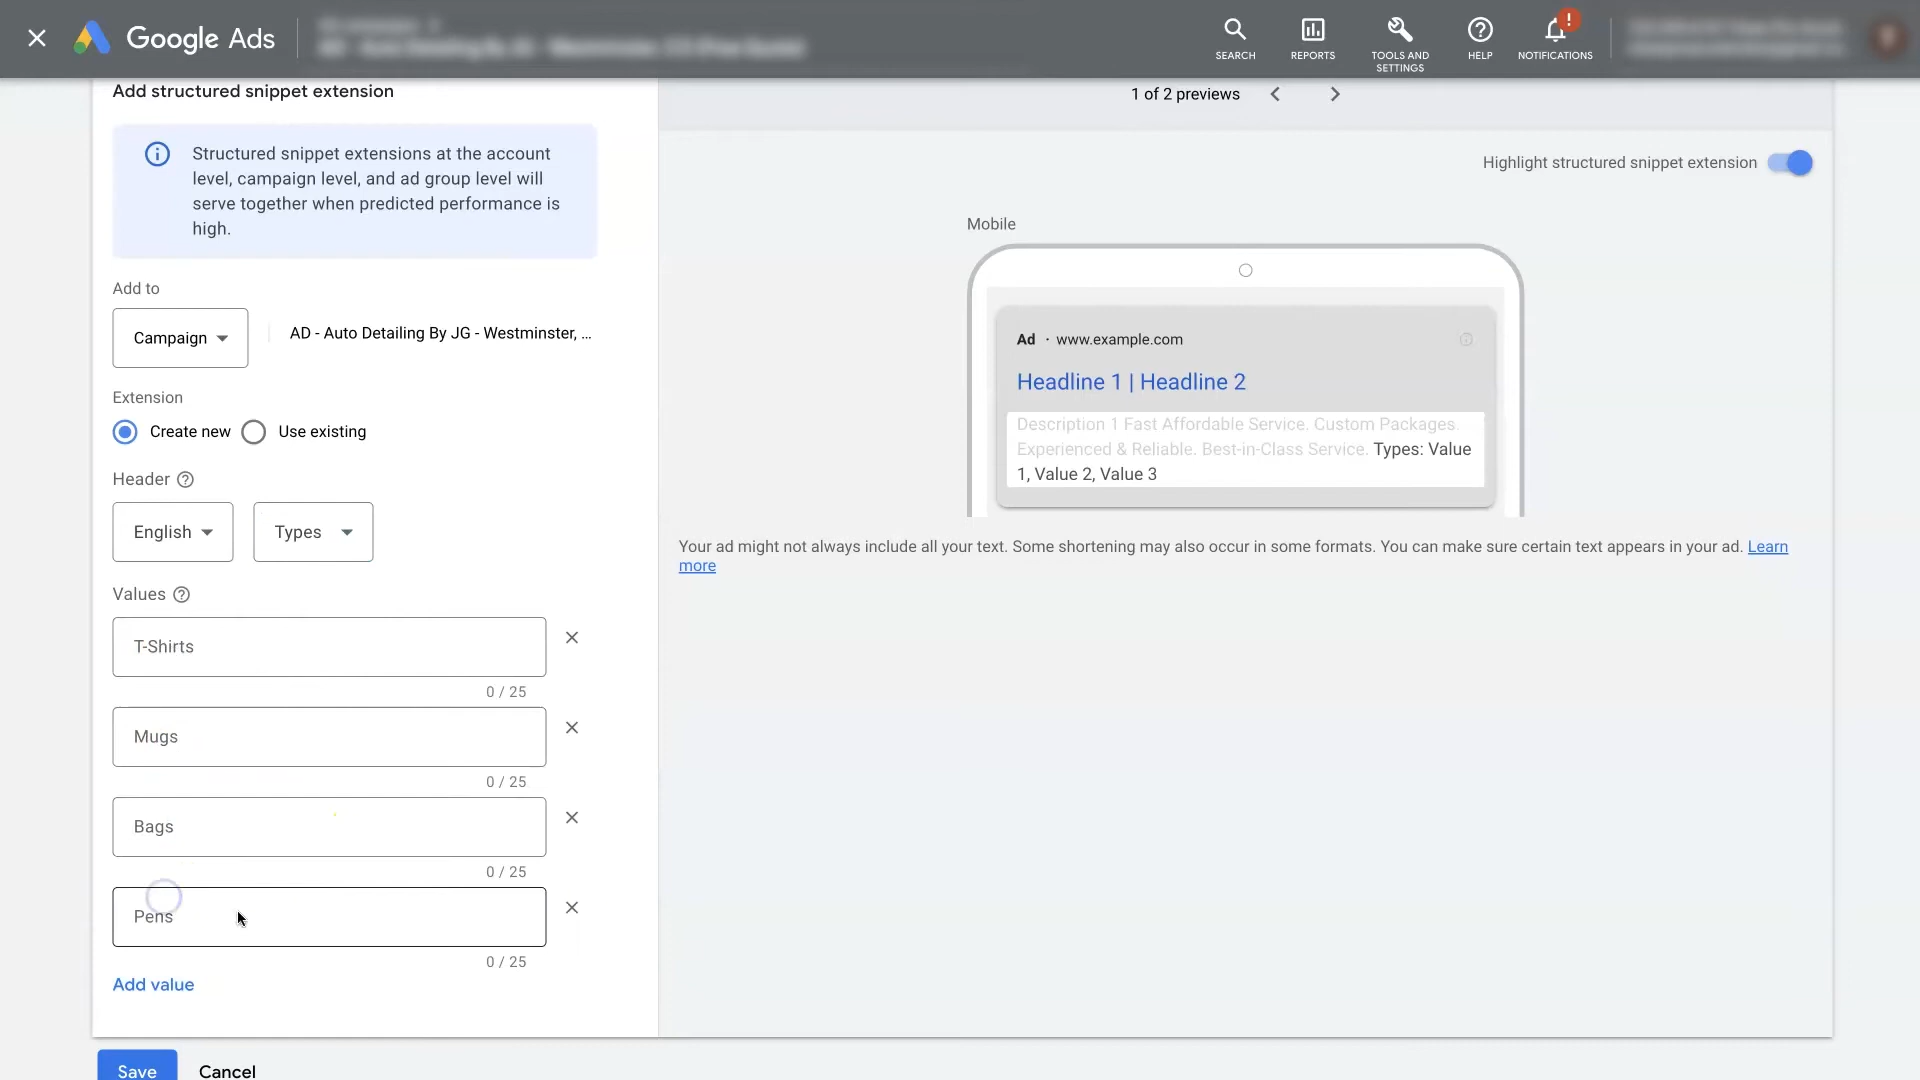 Google Ads
SEARCH
REPORTS
TOOLS AND
SETTINGS
HELP
!
NOTIFICATIONS
Add structured snippet extension
Structured snippet extensions at the account
level, campaign level, and ad group level will
serve together when predicted performance is
high.
Add to
Campaign
AD - Auto Detailing By JG - Westminster, ...
Extension
Create new
Use existing
Header
English
Types
Values
T-Shirts
0 / 25
Mugs
0 / 25
Bags
0 / 25
Pens
0 / 25
Add value
Save
Cancel
1 of 2 previews
Highlight structured snippet extension
Mobile
Ad · www.example.com
Headline 1 | Headline 2
Description 1 Fast Affordable Service. Custom Packages.
Experienced & Reliable. Best-in-Class Service. Types: Value
1, Value 2, Value 3
Your ad might not always include all your text. Some shortening may also occur in some formats. You can make sure certain text appears in your ad. Learn
more